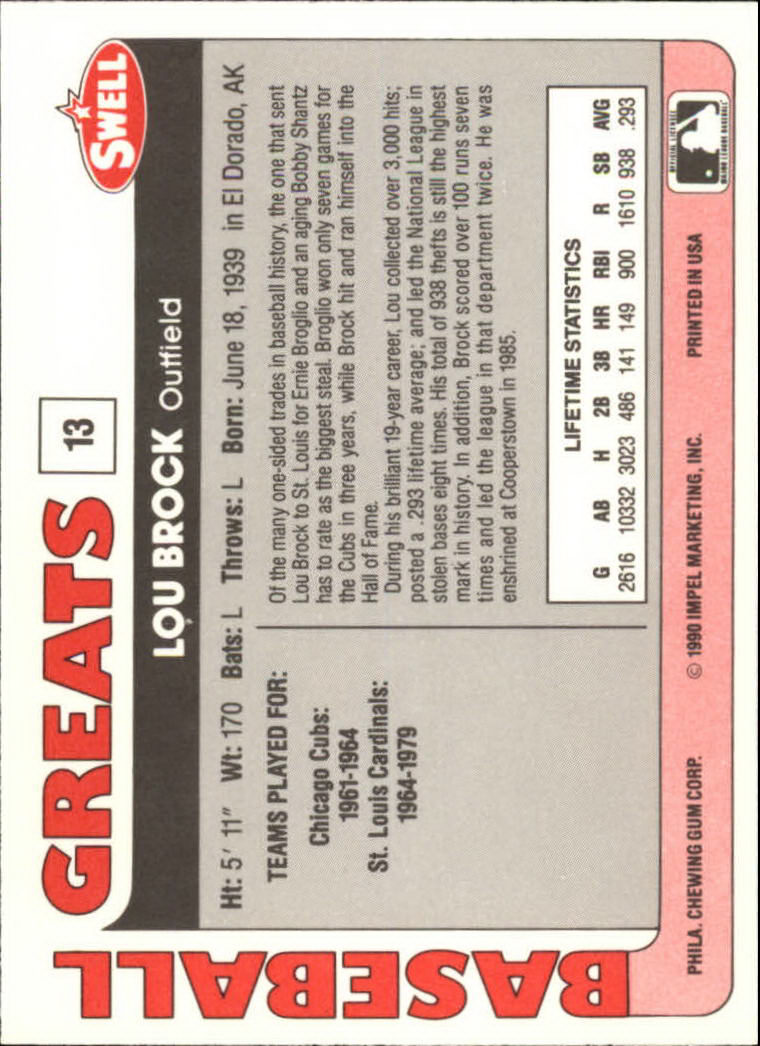 BASEBALL
GREATS
13
SWELL
LOU BROCK Outfield
Ht: 5' 11" Wt: 170 Bats: L Throws: L Born: June 18, 1939 in El Dorado, AK
TEAMS PLAYED FOR:
Chicago Cubs:
1961-1964
St. Louis Cardinals:
1964-1979
Of the many one-sided trades in baseball history, the one that sent
Lou Brock to St. Louis for Ernie Broglio and an aging Bobby Shantz
has to rate as the biggest steal. Broglio won only seven games for
the Cubs in three years, while Brock hit and ran himself into the
Hall of Fame.
During his brilliant 19-year career, Lou collected over 3,000 hits;
posted a .293 lifetime average; and led the National League in
stolen bases eight times. His total of 938 thefts is still the highest
mark in history. In addition, Brock scored over 100 runs seven
times and led the league in that department twice. He was
enshrined at Cooperstown in 1985.
LIFETIME STATISTICS
G AB H 2B 3B HR RBI R SB AVG
2616 10332 3023 486 141 149 900 1610 938 .293
PHILA. CHEWING GUM CORP. © 1990 IMPEL MARKETING, INC. PRINTED IN USA
OFFICIAL LICENSEE
MAJOR LEAGUE BASEBALL